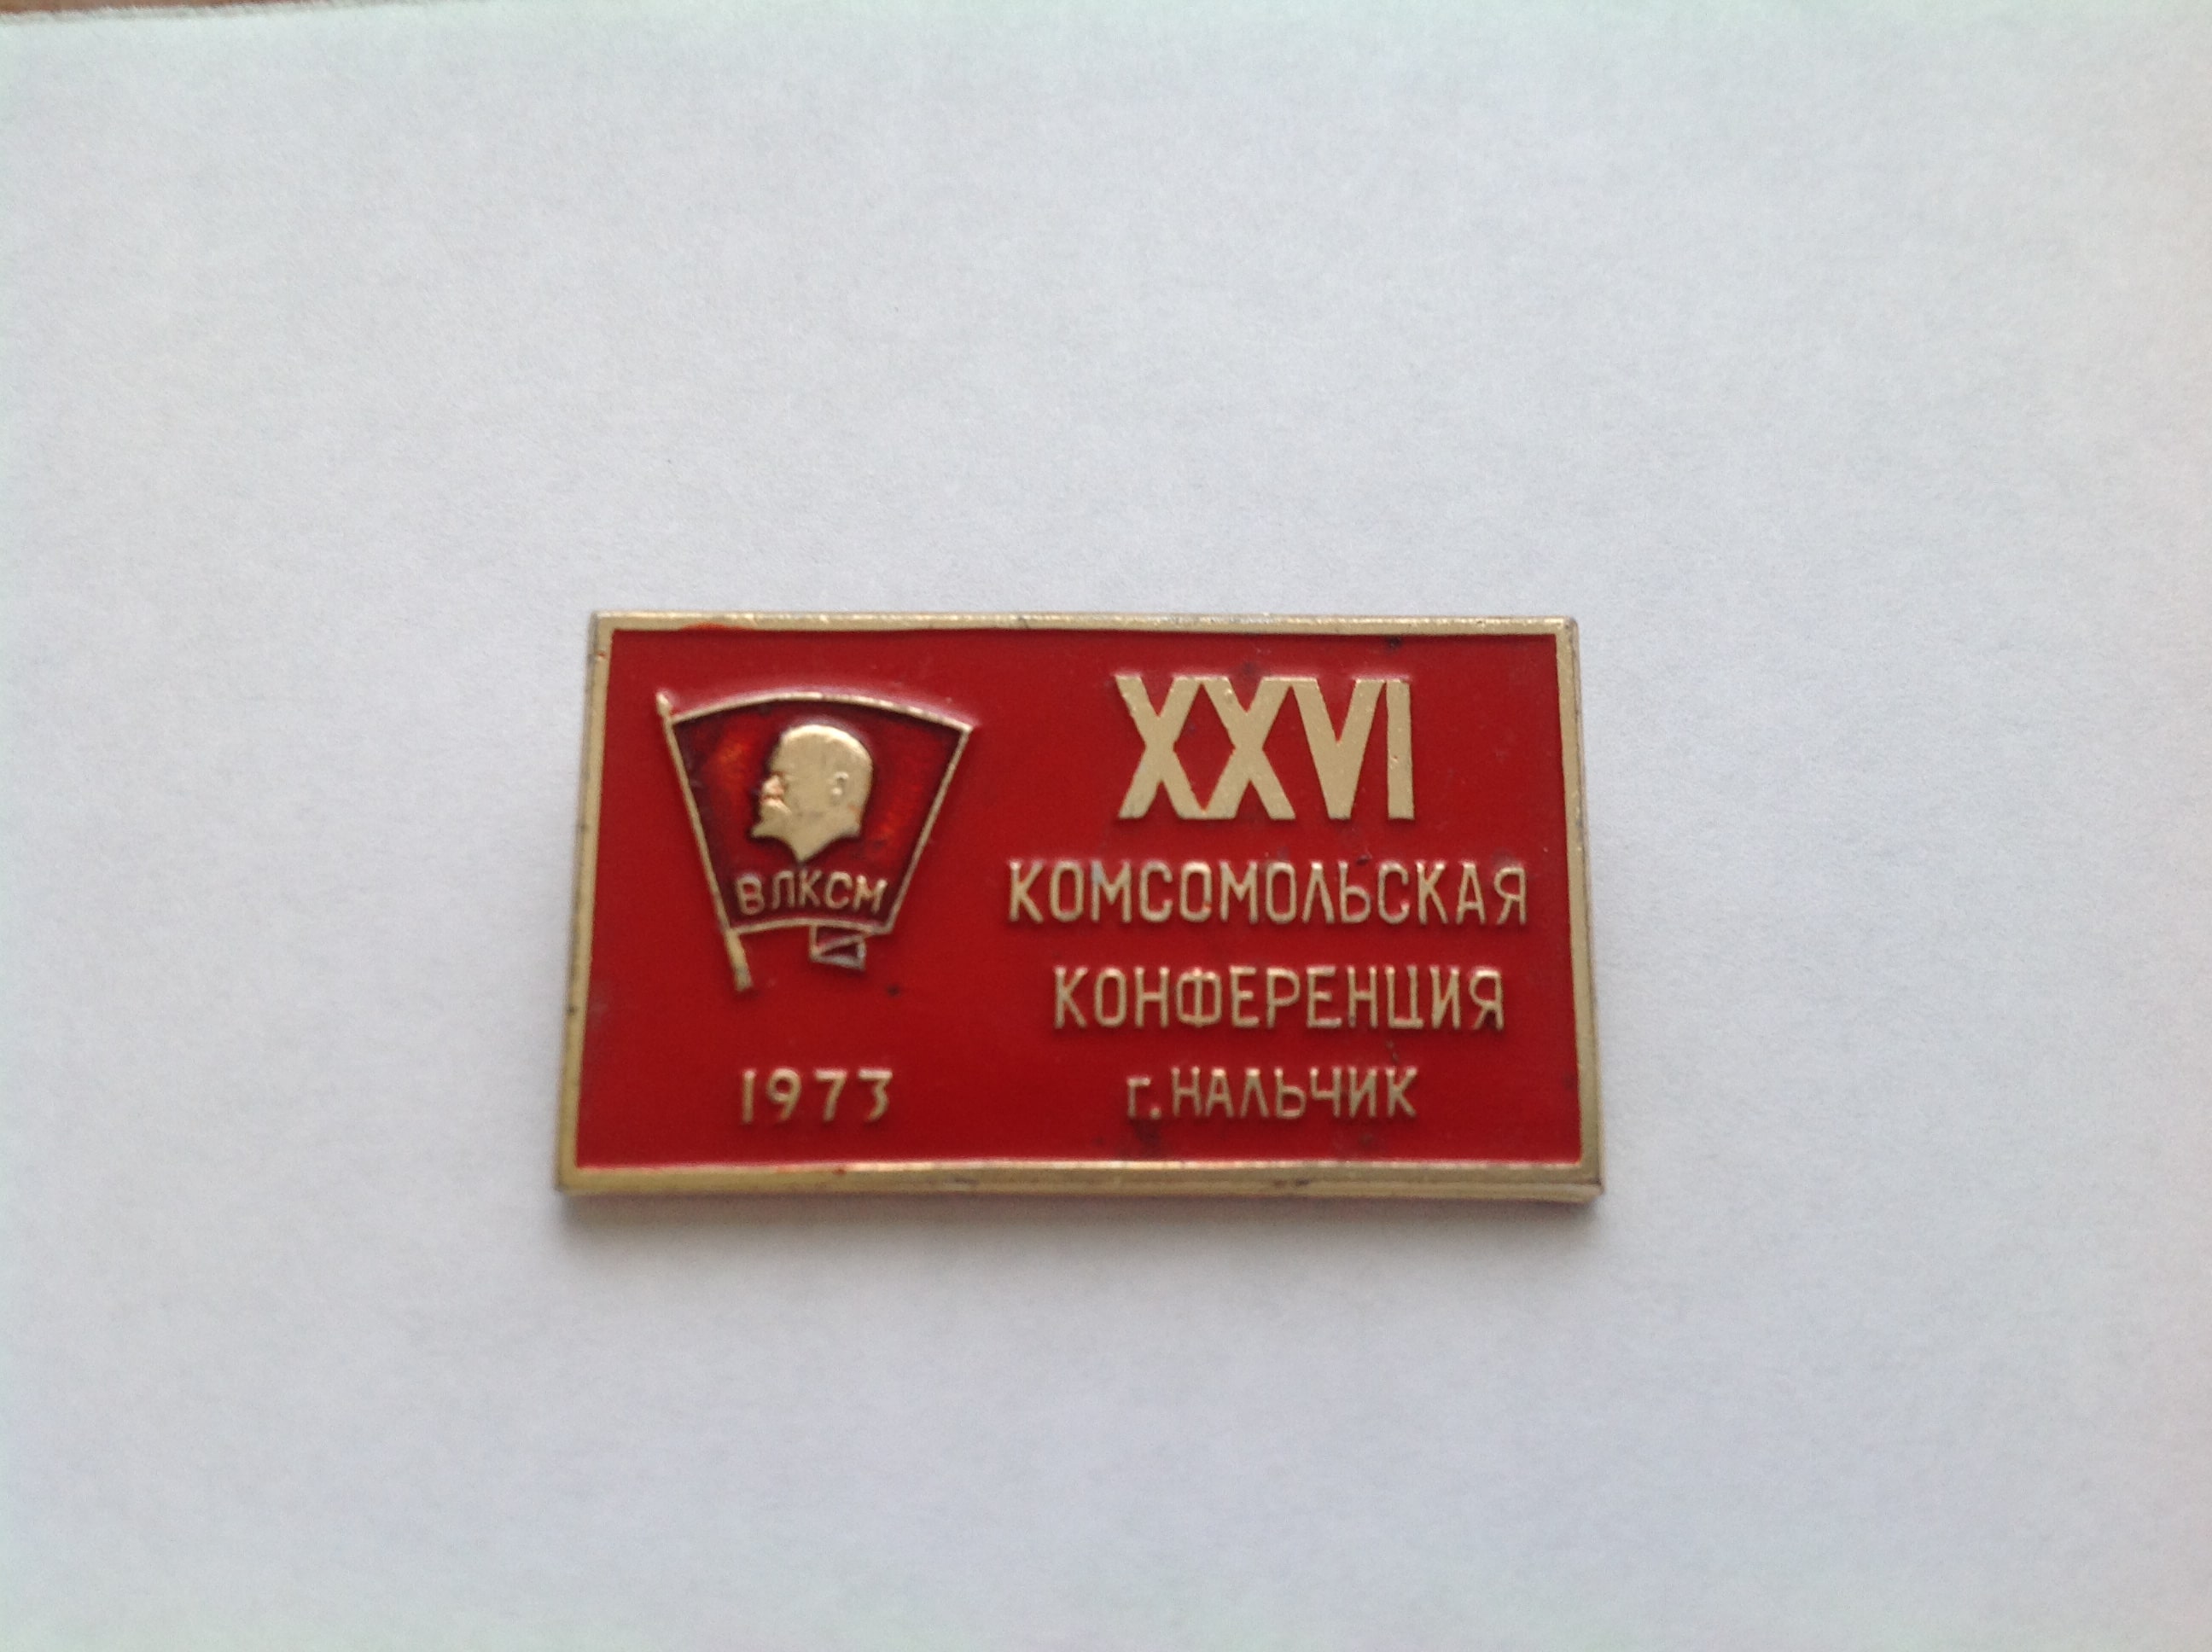 ВЛКСМ
1973
XXVI
КОМСОМОЛЬСКАЯ
КОНФЕРЕНЦИЯ
г. НАЛЬЧИК